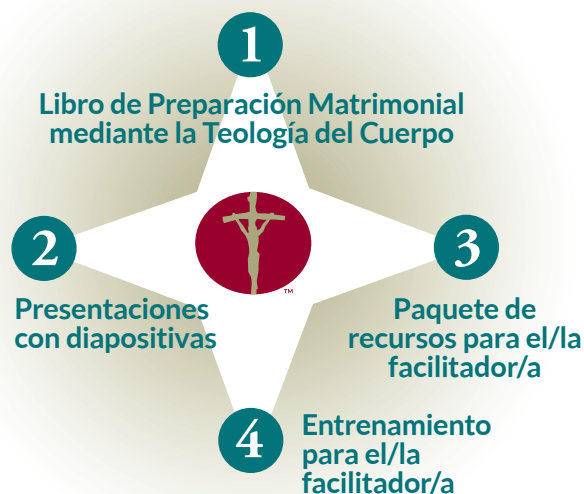 1
Libro de Preparación Matrimonial
mediante la Teología del Cuerpo
2
Presentaciones
con diapositivas
™
3
Paquete de
recursos para el/la
facilitador/a
4
Entrenamiento
para el/la
facilitador/a